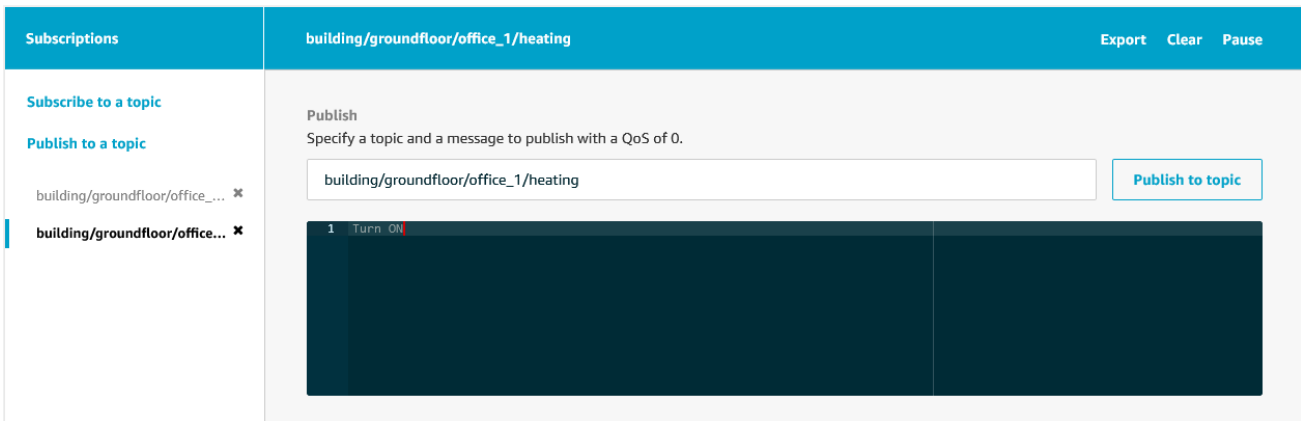 Subscriptions
building/groundfloor/office_1/heating
Export Clear Pause
Subscribe to a topic
Publish to a topic
building/groundfloor/office_... ✖
building/groundfloor/office... ✖
Publish
Specify a topic and a message to publish with a QoS of 0.
building/groundfloor/office_1/heating
Publish to topic
1 Turn ON